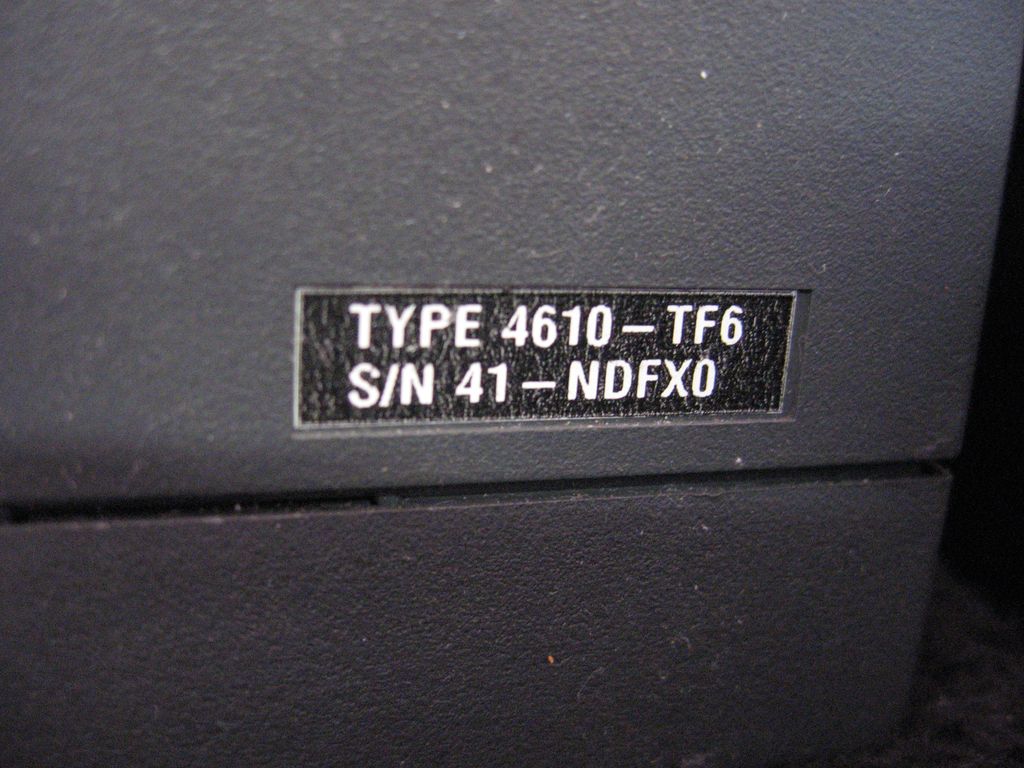 TYPE 4610 – TF6
S/N 41 – NDFX0